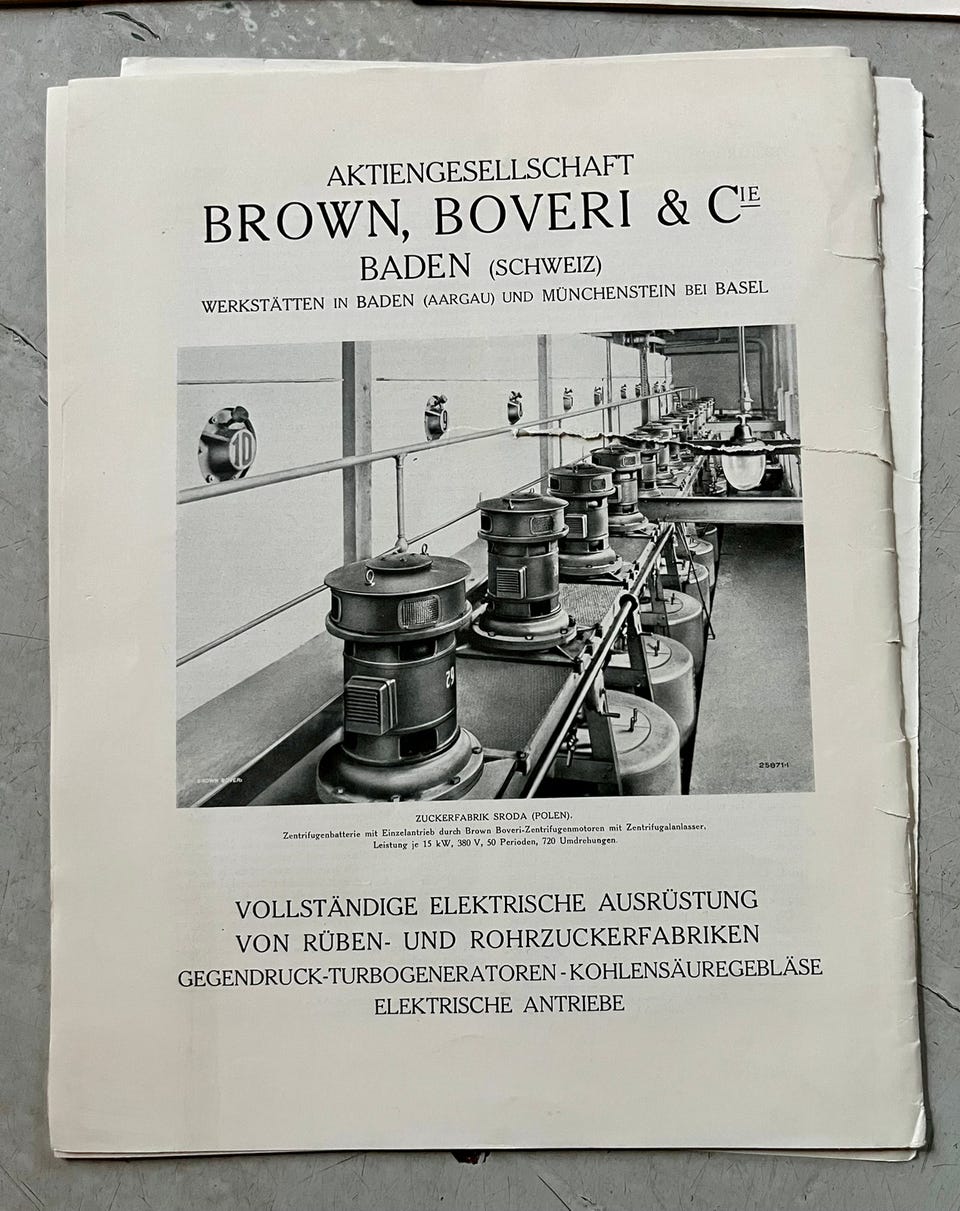 AKTIENGESELLSCHAFT
BROWN, BOVERI & CIE
BADEN (SCHWEIZ)
WERKSTÄTTEN IN BADEN (AARGAU) UND MÜNCHENSTEIN BEI BASEL
10
29
BROWN BOVERI
25871·I
ZUCKERFABRIK SRODA (POLEN).
Zentrifugenbatterie mit Einzelantrieb durch Brown Boveri-Zentrifugenmotoren mit Zentrifugalanlasser.
Leistung je 15 kW, 380 V, 50 Perioden, 720 Umdrehungen.
VOLLSTÄNDIGE ELEKTRISCHE AUSRÜSTUNG
VON RÜBEN- UND ROHRZUCKERFABRIKEN
GEGENDRUCK-TURBOGENERATOREN - KOHLENSÄUREGEBLÄSE
ELEKTRISCHE ANTRIEBE